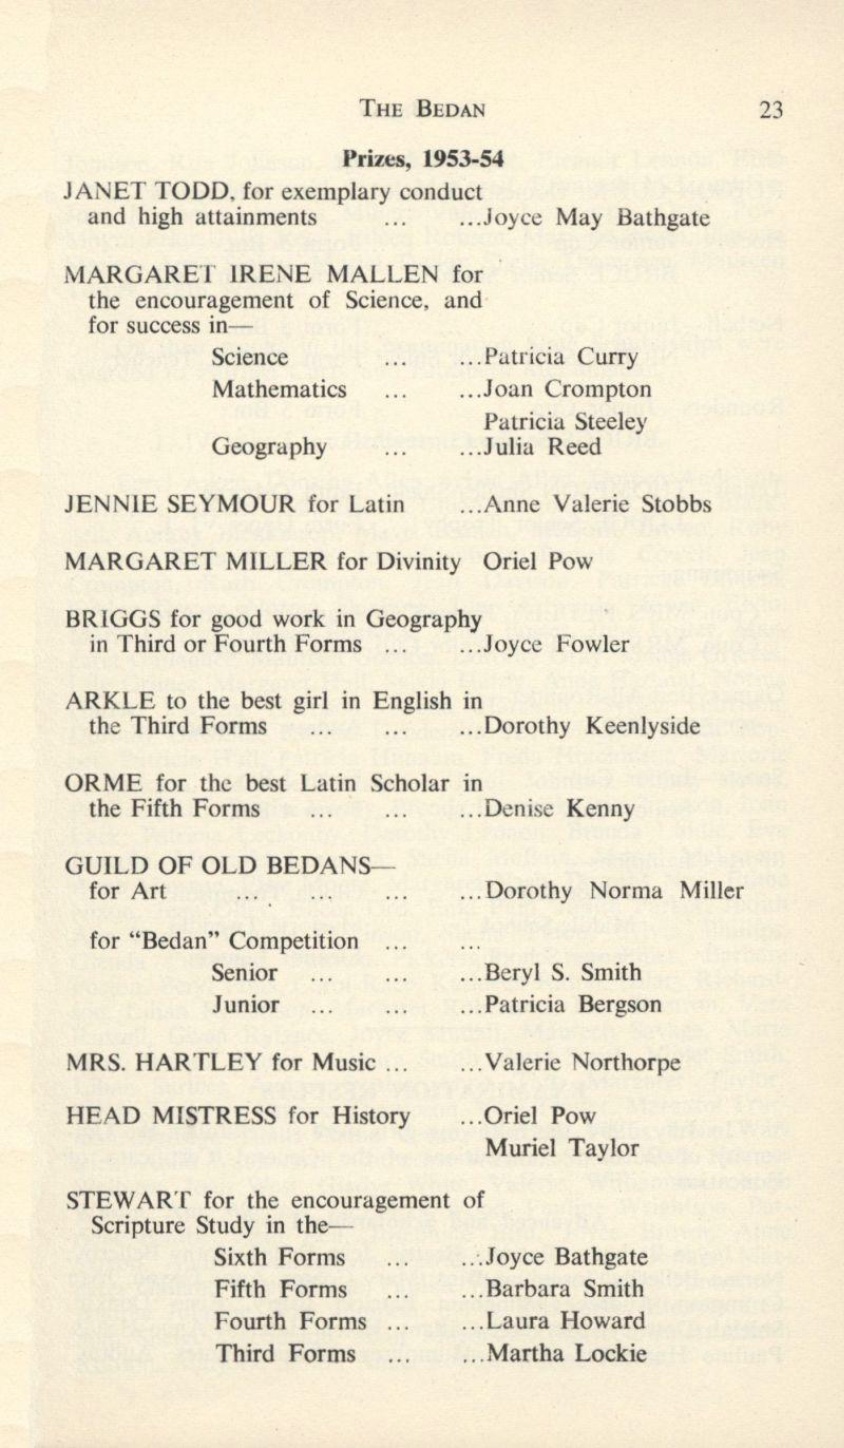 THE BEDAN 23
Prizes, 1953-54
JANET TODD, for exemplary conduct
and high attainments ... ...Joyce May Bathgate
MARGARET IRENE MALLEN for
the encouragement of Science, and
for success in—
Science ... ...Patricia Curry
Mathematics ... ...Joan Crompton
Patricia Steeley
Geography ... ...Julia Reed
JENNIE SEYMOUR for Latin ...Anne Valerie Stobbs
MARGARET MILLER for Divinity Oriel Pow
BRIGGS for good work in Geography
in Third or Fourth Forms ... ...Joyce Fowler
ARKLE to the best girl in English in
the Third Forms ... ... ...Dorothy Keenlyside
ORME for the best Latin Scholar in
the Fifth Forms ... ... ...Denise Kenny
GUILD OF OLD BEDANS—
for Art ... ... ... ...Dorothy Norma Miller
for "Bedan" Competition ... ...
Senior ... ... ...Beryl S. Smith
Junior ... ... ...Patricia Bergson
MRS. HARTLEY for Music ... ...Valerie Northorpe
HEAD MISTRESS for History ...Oriel Pow
Muriel Taylor
STEWART for the encouragement of
Scripture Study in the—
Sixth Forms ... ...Joyce Bathgate
Fifth Forms ... ...Barbara Smith
Fourth Forms ... ...Laura Howard
Third Forms ... ...Martha Lockie